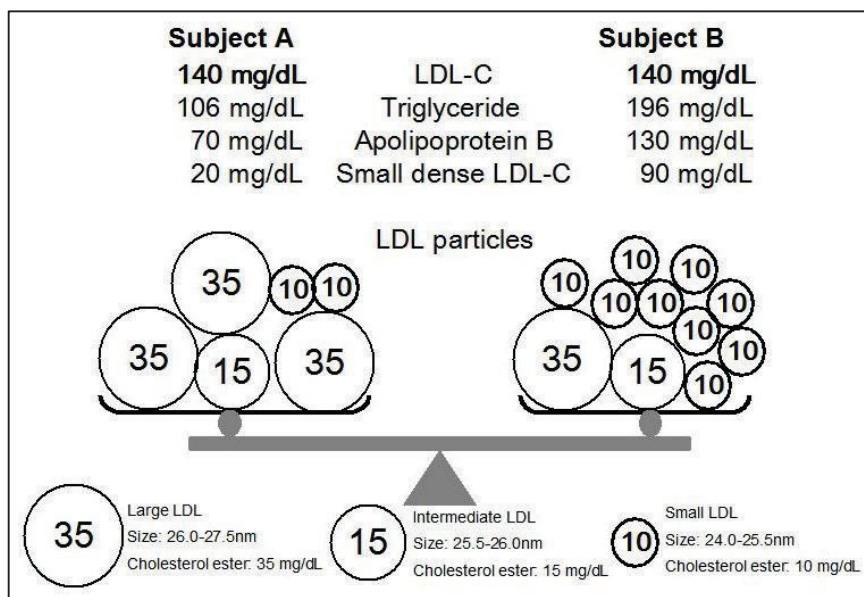 Subject A Subject B
140 mg/dL LDL-C 140 mg/dL
106 mg/dL Triglyceride 196 mg/dL
70 mg/dL Apolipoprotein B 130 mg/dL
20 mg/dL Small dense LDL-C 90 mg/dL
LDL particles
35 10 10
35 15 35
10 10 10
10 10 10
10 10
35 15 10
35
Large LDL
Size: 26.0-27.5nm
Cholesterol ester: 35 mg/dL
15
Intermediate LDL
Size: 25.5-26.0nm
Cholesterol ester: 15 mg/dL
10
Small LDL
Size: 24.0-25.5nm
Cholesterol ester: 10 mg/dL